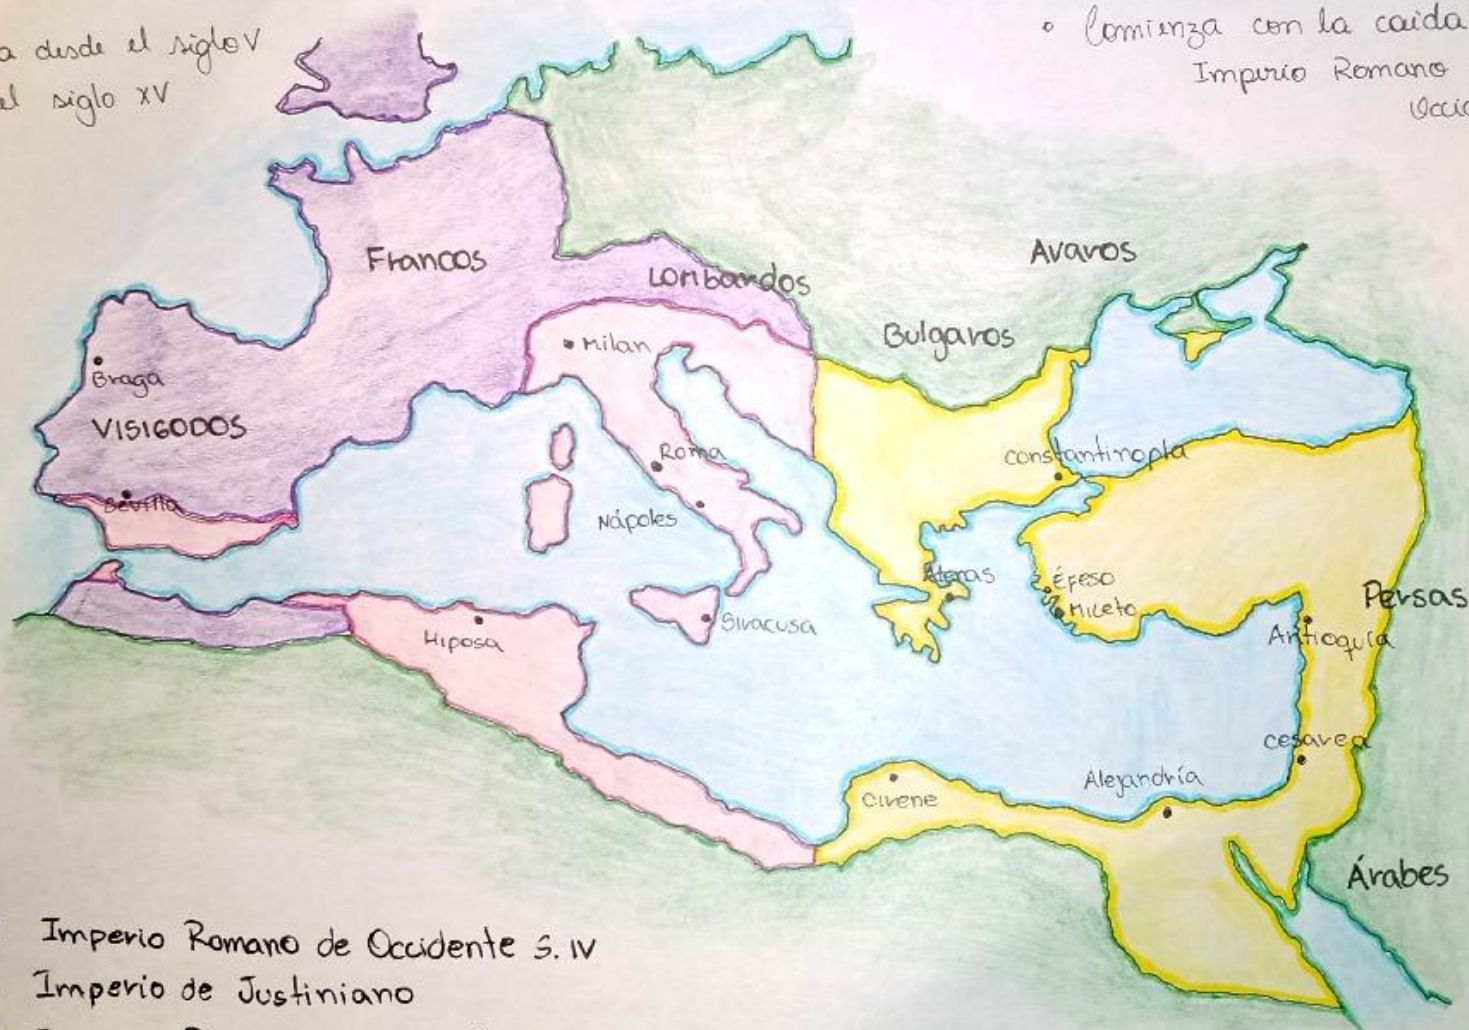 a desde el siglo V
el siglo XV
• Comienza con la caída
Imperio Romano
Francos
Lombardos
Avaros
Bulgaros
Milan
Braga
VISIGODOS
Roma
Constantinopla
Sevilla
Nápoles
Atenas
Éfeso
Mileto
Persas
Siracusa
Hiposa
Antioquía
cesarea
Alejandría
Cirene
Árabes
Imperio Romano de Occidente S. IV
Imperio de Justiniano